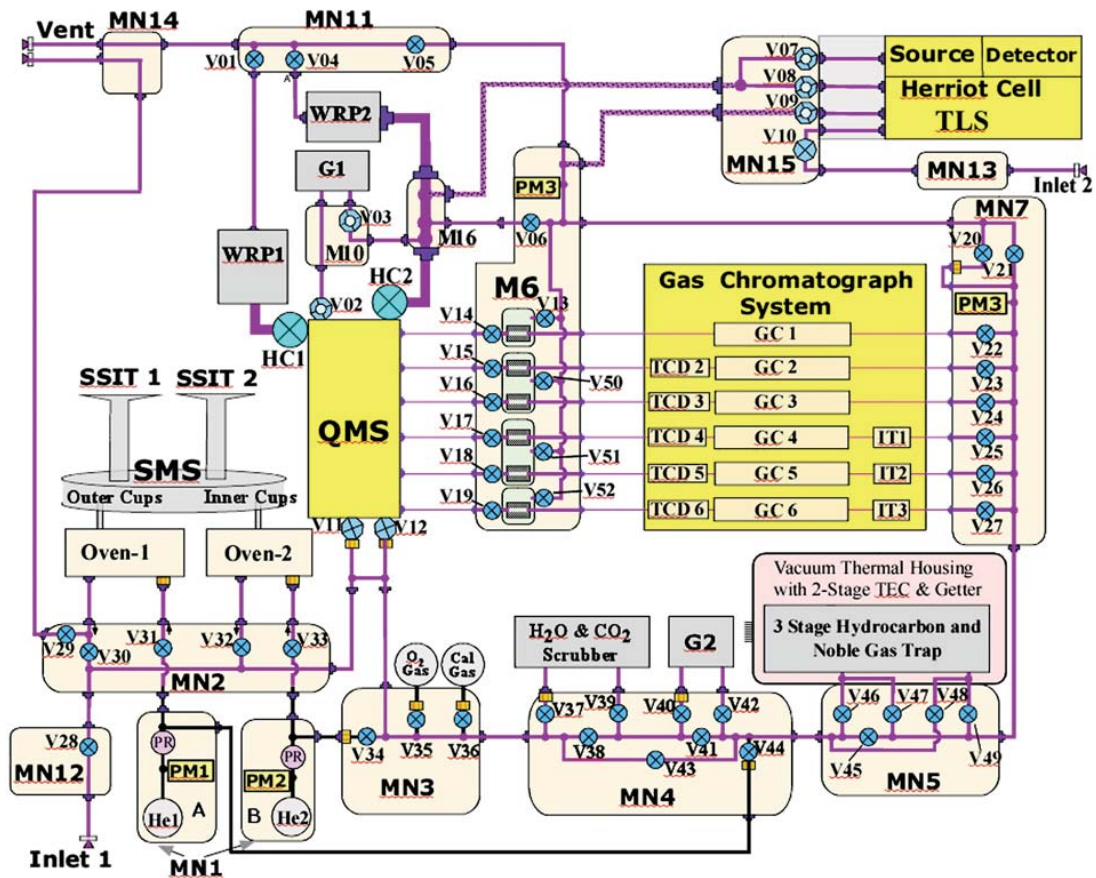 Vent
MN14
MN11
V01
V04
V05
A
WRP2
G1
V03
M10
M16
WRP1
HC2
V02
HC1
V07
V08
V09
V10
MN15
Source
Detector
Herriot Cell
TLS
MN13
Inlet 2
PM3
V06
M6
MN7
V20
V21
PM3
Gas Chromatograph
System
V13
V14
GC 1
V22
V15
TCD 2
GC 2
V23
V50
V16
TCD 3
GC 3
V24
V17
TCD 4
GC 4
IT1
V25
V51
V18
TCD 5
GC 5
IT2
V26
V52
V19
TCD 6
GC 6
IT3
V27
QMS
V11
V12
SSIT 1
SSIT 2
SMS
Outer Cups
Inner Cups
Oven-1
Oven-2
V29
V30
V31
V32
V33
MN2
V28
MN12
Inlet 1
PR
PM1
He1
A
PR
PM2
He2
B
MN1
O2
Gas
Cal
Gas
V34
V35
V36
MN3
H2O & CO2
Scrubber
G2
V37
V39
V40
V42
V38
V41
V43
V44
MN4
Vacuum Thermal Housing
with 2-Stage TEC & Getter
3 Stage Hydrocarbon and
Noble Gas Trap
V46
V47
V48
V45
V49
MN5